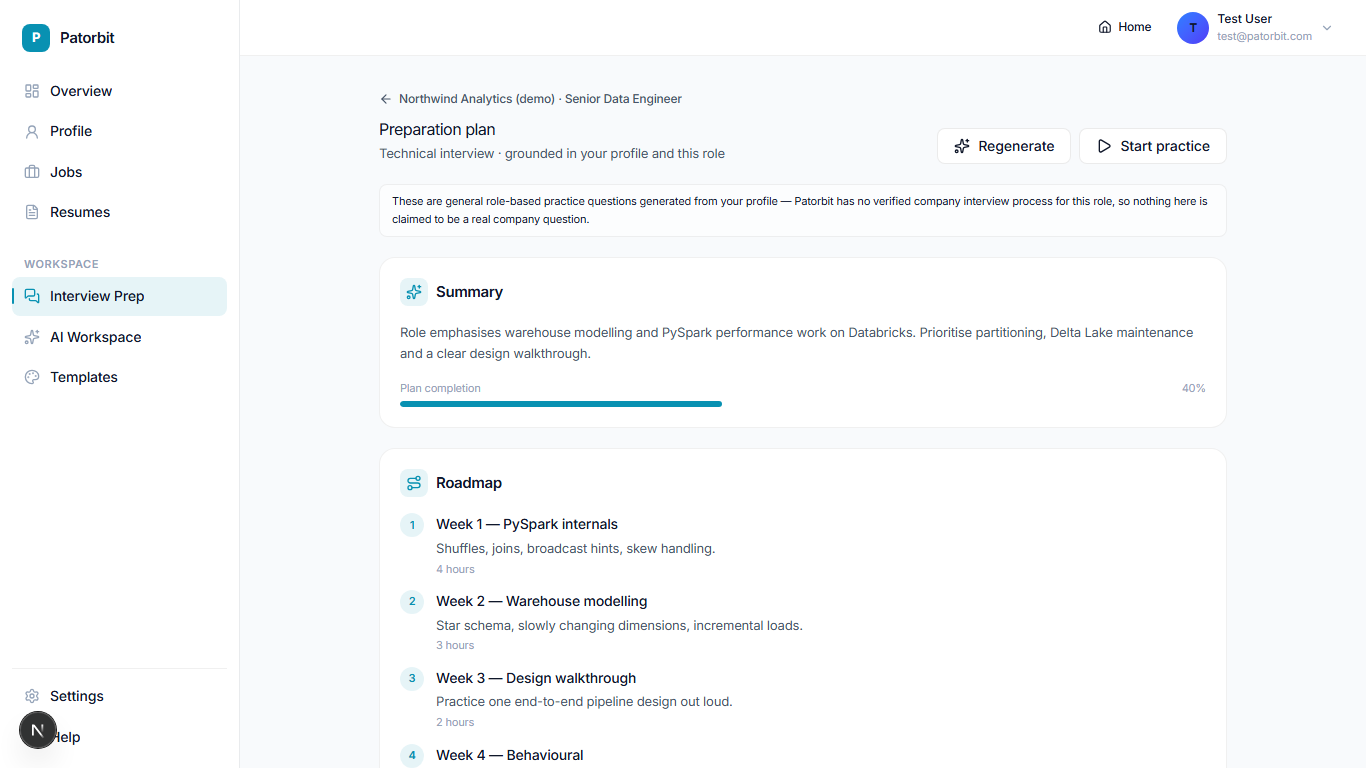 P Patorbit
Overview
Profile
Jobs
Resumes
WORKSPACE
Interview Prep
AI Workspace
Templates
Settings
N Help
Home
T
Test User
test@patorbit.com
Northwind Analytics (demo) · Senior Data Engineer
Preparation plan
Technical interview · grounded in your profile and this role
Regenerate
Start practice
These are general role-based practice questions generated from your profile — Patorbit has no verified company interview process for this role, so nothing here is
claimed to be a real company question.
Summary
Role emphasises warehouse modelling and PySpark performance work on Databricks. Prioritise partitioning, Delta Lake maintenance
and a clear design walkthrough.
Plan completion 40%
Roadmap
1 Week 1 — PySpark internals
Shuffles, joins, broadcast hints, skew handling.
4 hours
2 Week 2 — Warehouse modelling
Star schema, slowly changing dimensions, incremental loads.
3 hours
3 Week 3 — Design walkthrough
Practice one end-to-end pipeline design out loud.
2 hours
4 Week 4 — Behavioural